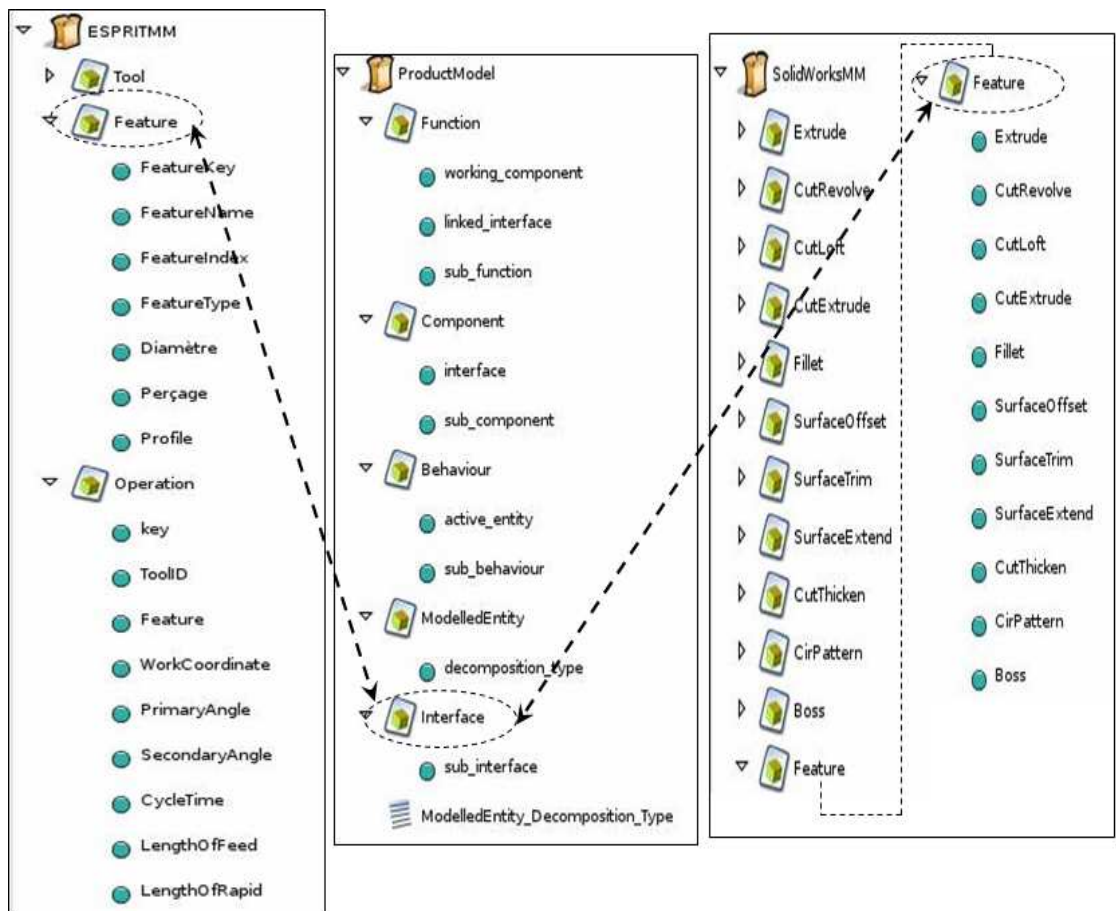 ESPRITMM
Tool
Feature
FeatureKey
FeatureName
FeatureIndex
FeatureType
Diamètre
Perçage
Profile
Operation
key
ToolID
Feature
WorkCoordinate
PrimaryAngle
SecondaryAngle
CycleTime
LengthOfFeed
LengthOfRapid
ProductModel
Function
working_component
linked_interface
sub_function
Component
interface
sub_component
Behaviour
active_entity
sub_behaviour
ModelledEntity
decomposition_type
Interface
sub_interface
ModelledEntity_Decomposition_Type
SolidWorksMM
Extrude
CutRevolve
CutLoft
CutExtrude
Fillet
SurfaceOffset
SurfaceTrim
SurfaceExtend
CutThicken
CirPattern
Boss
Feature
Feature
Extrude
CutRevolve
CutLoft
CutExtrude
Fillet
SurfaceOffset
SurfaceTrim
SurfaceExtend
CutThicken
CirPattern
Boss